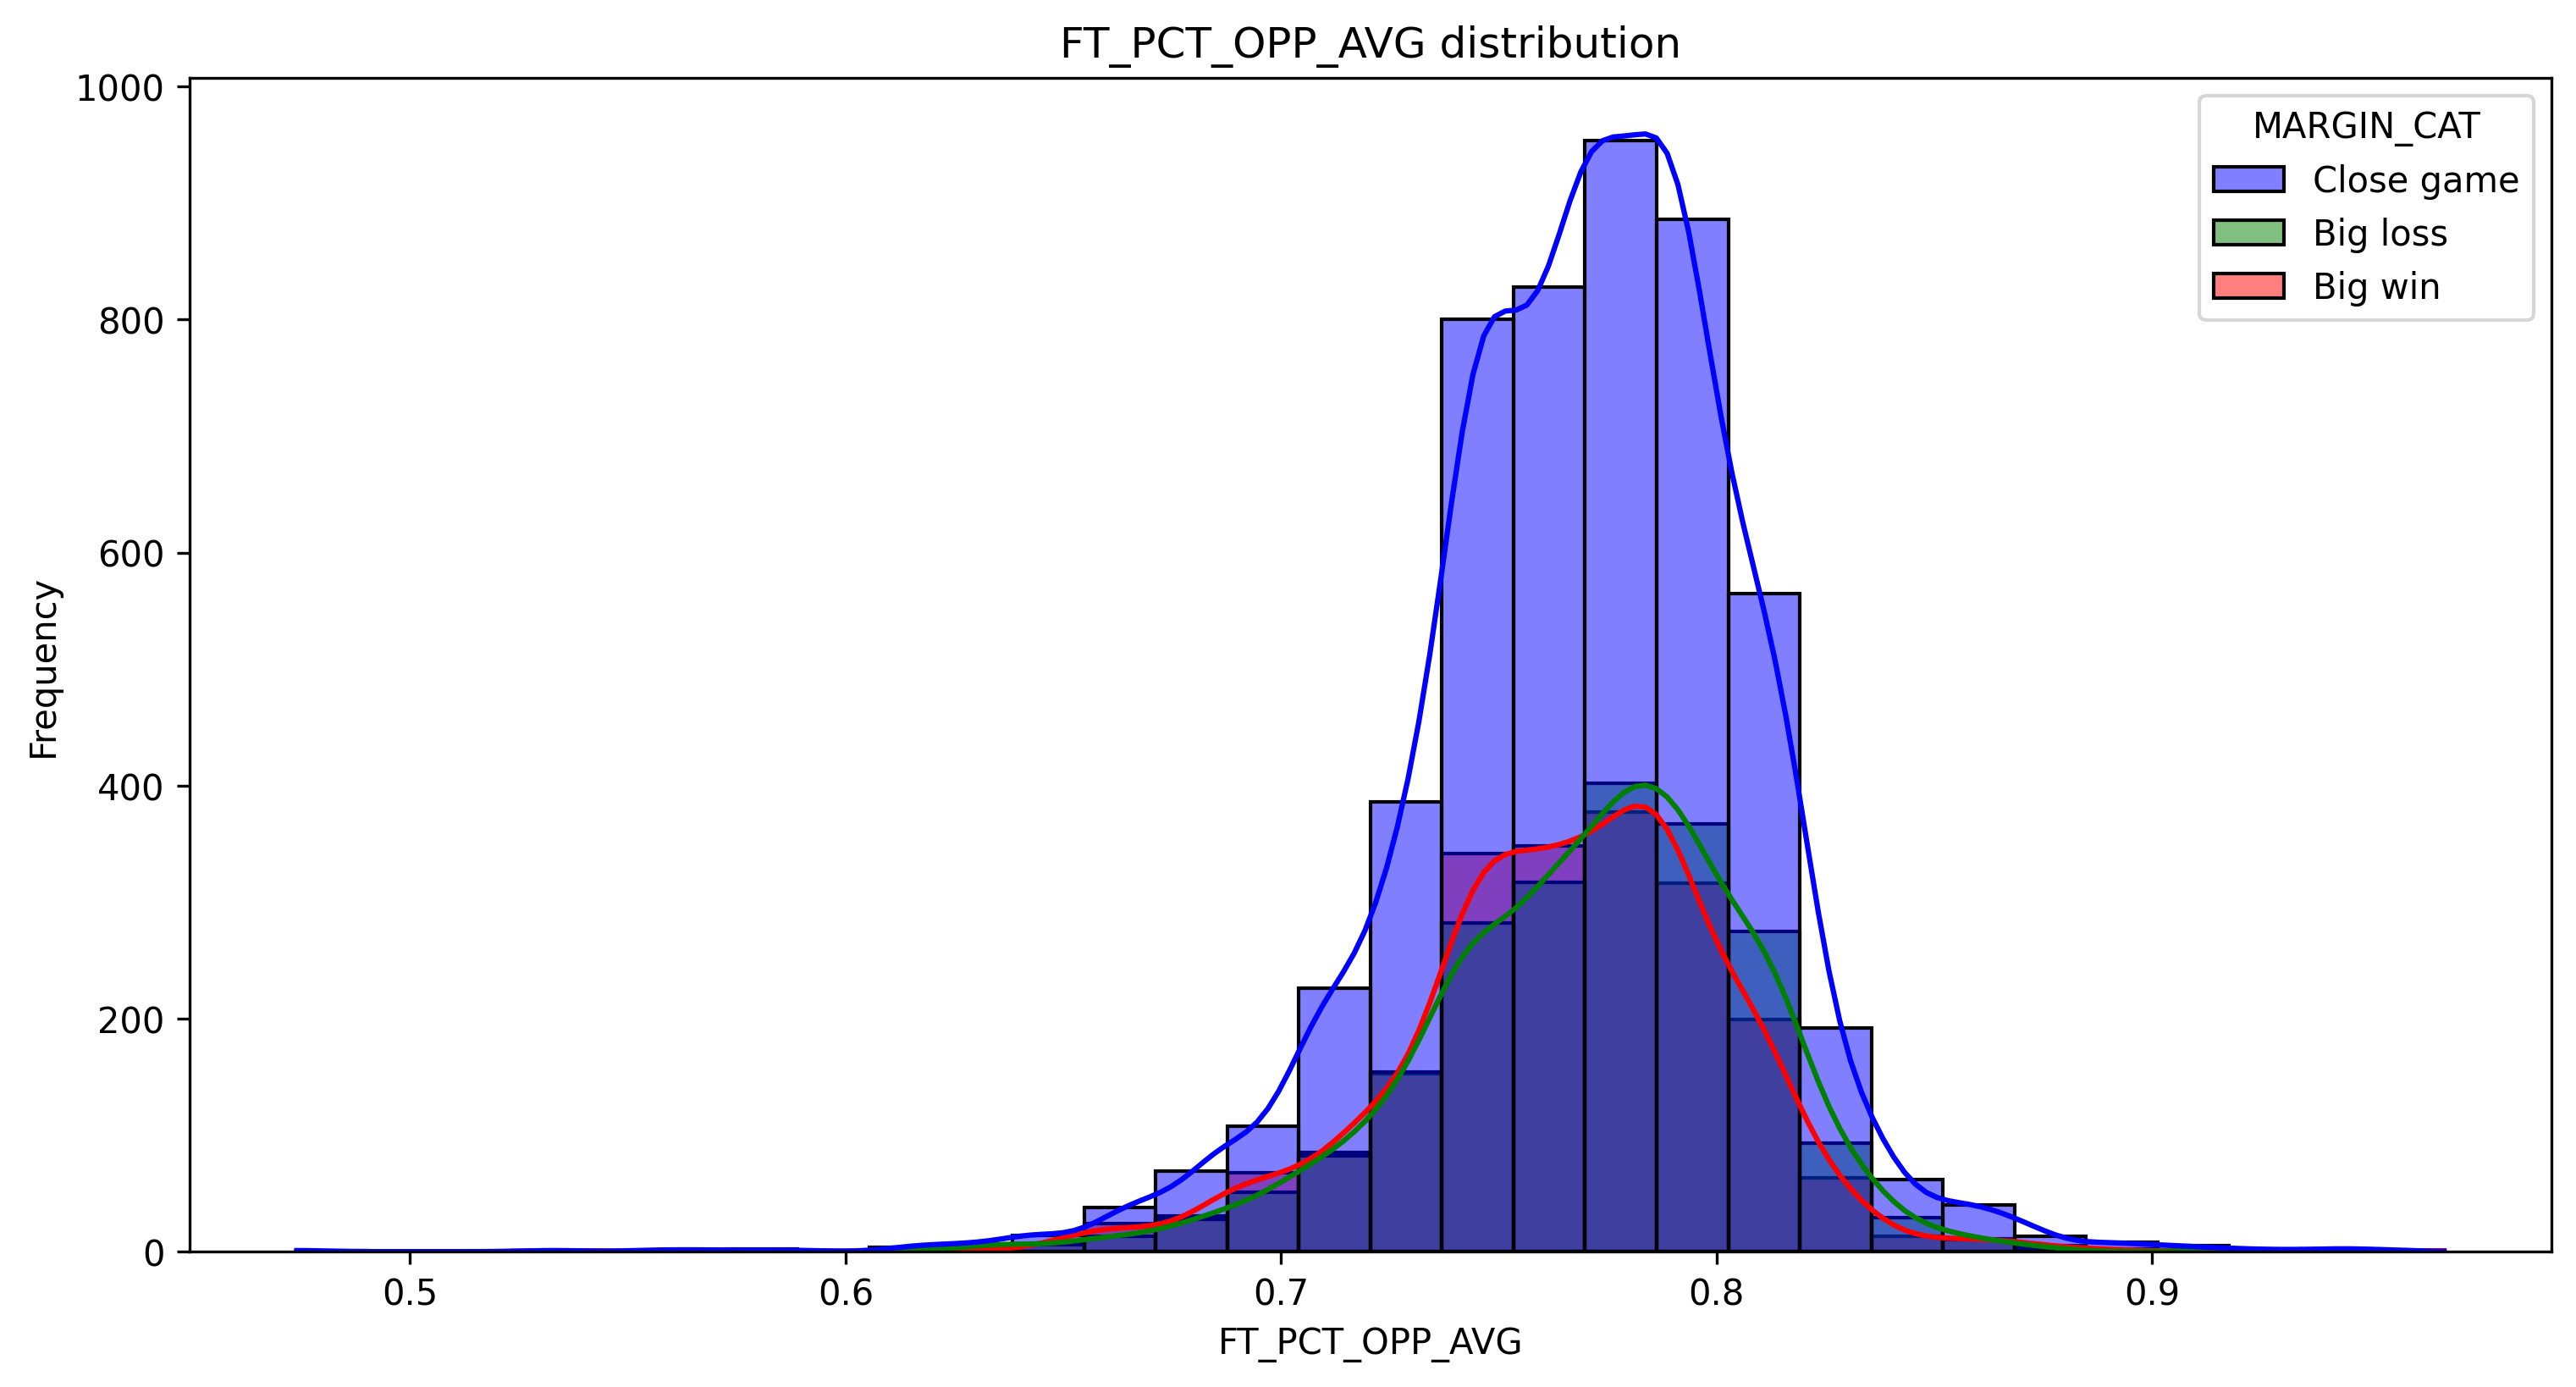 FT_PCT_OPP_AVG distribution
1000
800
600
400
200
0
Frequency
0.5
0.6
0.7
0.8
0.9
FT_PCT_OPP_AVG
MARGIN_CAT
Close game
Big loss
Big win